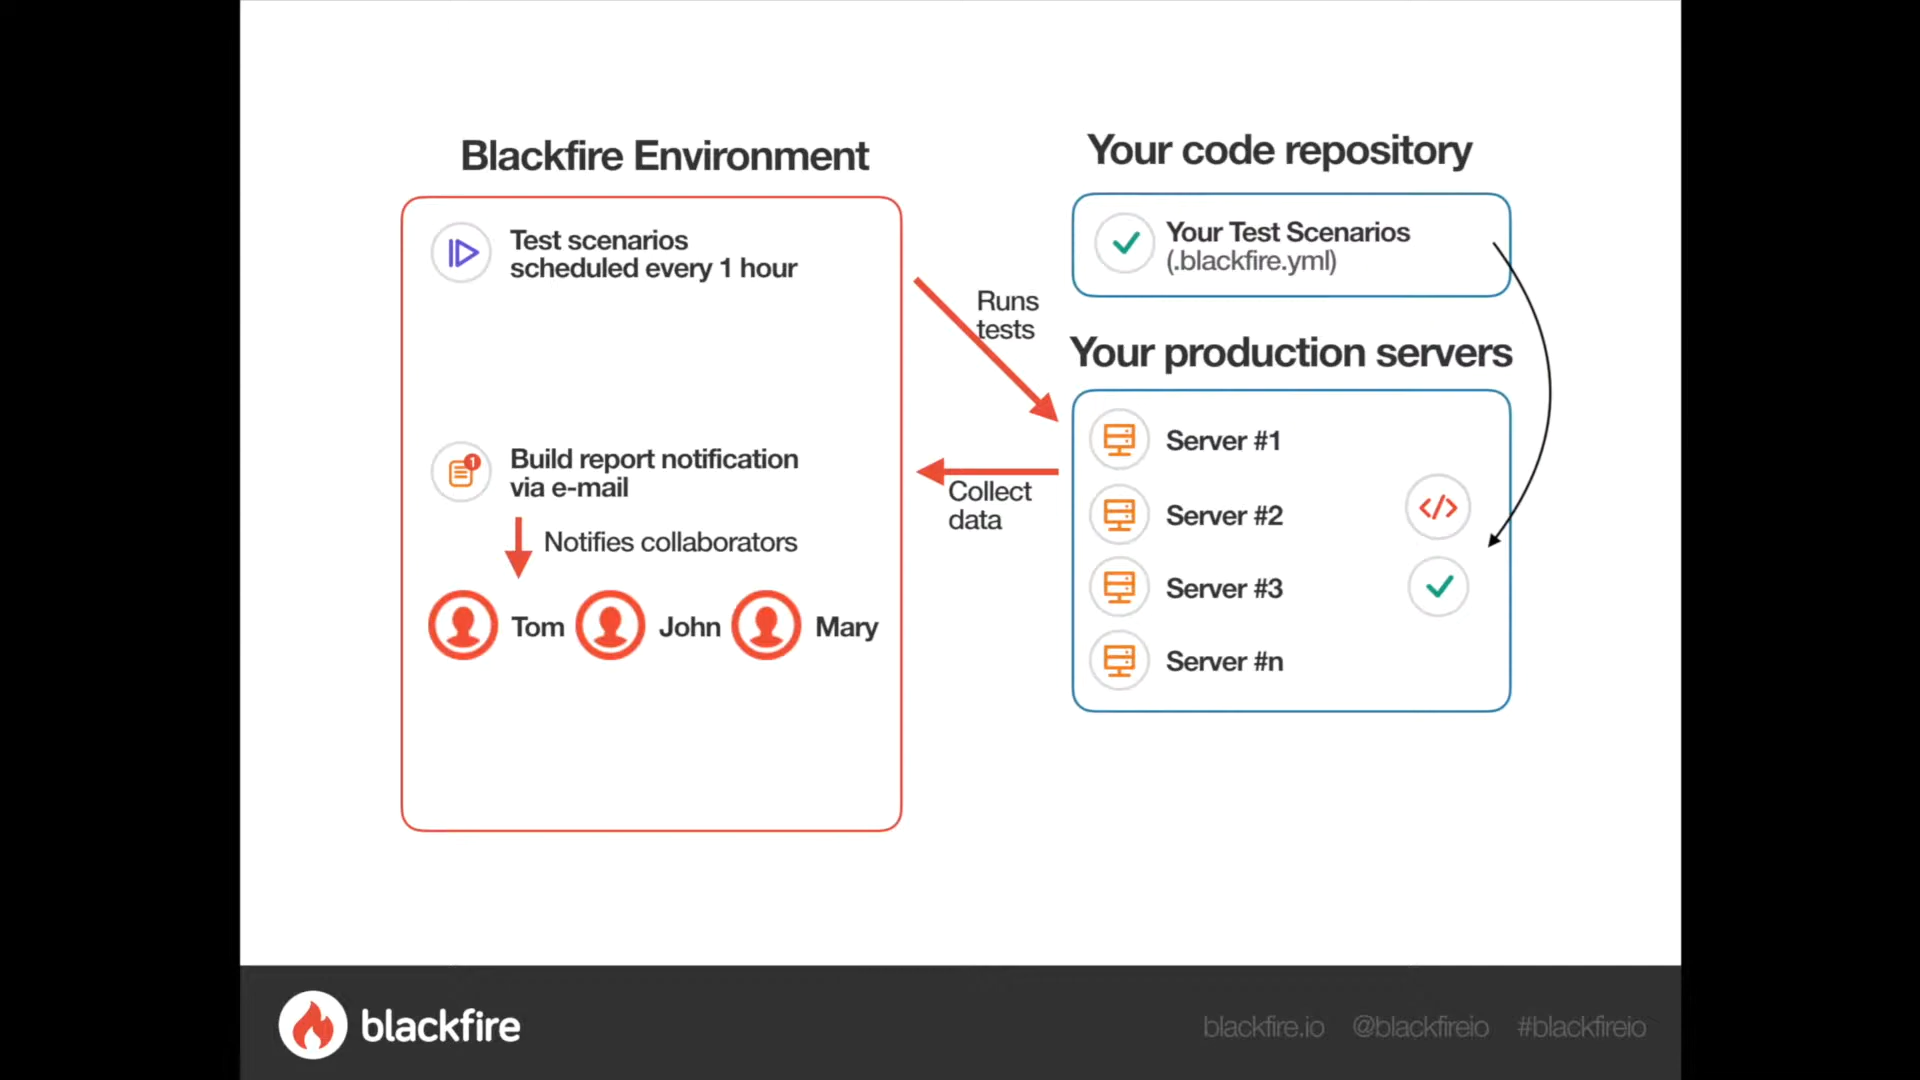 Blackfire Environment
Test scenarios
scheduled every 1 hour
1
Build report notification
via e-mail
Notifies collaborators
Tom John Mary
Runs
tests
Collect
data
Your code repository
Your Test Scenarios
(.blackfire.yml)
Your production servers
Server #1
Server #2
Server #3
Server #n
</>
blackfire
blackfire.io @blackfireio #blackfireio